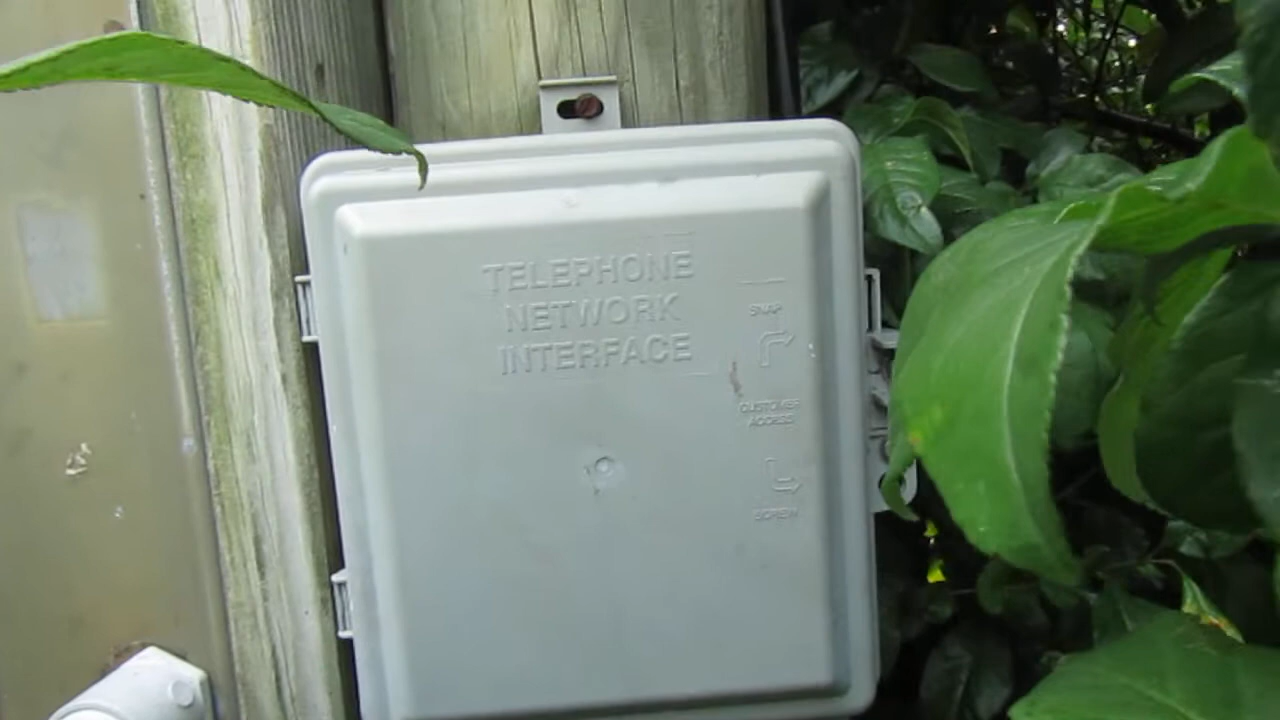 TELEPHONE
NETWORK
INTERFACE
SNAP
CUSTOMER
ACCESS
SCREW